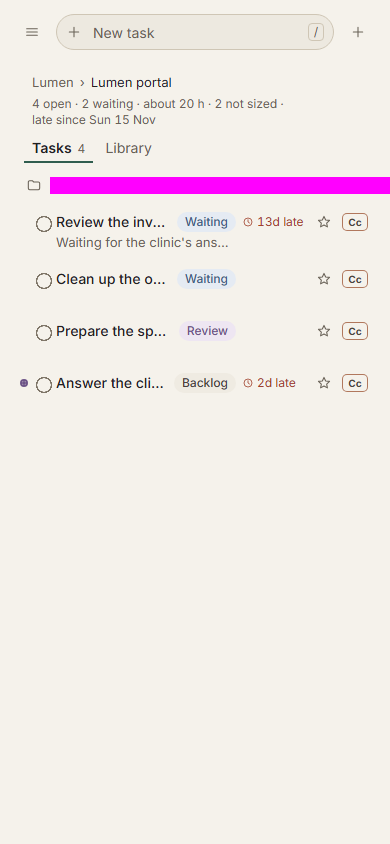 New task /
Lumen › Lumen portal
4 open · 2 waiting · about 20 h · 2 not sized ·
late since Sun 15 Nov
Tasks 4 Library
Review the inv... Waiting 13d late Cc
Waiting for the clinic's ans...
Clean up the o... Waiting Cc
Prepare the sp... Review Cc
Answer the cli... Backlog 2d late Cc